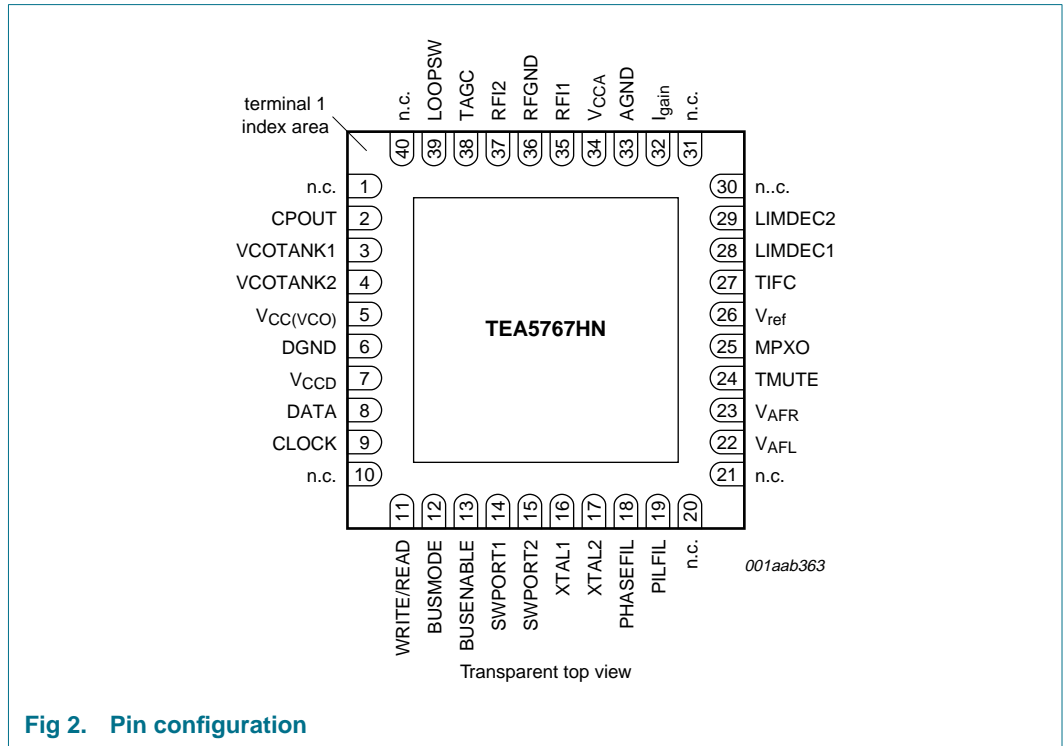 terminal 1
index area
n.c.
LOOPSW
TAGC
RFI2
RFGND
RFI1
VCCA
AGND
Igain
n.c.
40
39
38
37
36
35
34
33
32
31
n.c. 1
CPOUT 2
VCOTANK1 3
VCOTANK2 4
VCC(VCO) 5
DGND 6
VCCD 7
DATA 8
CLOCK 9
n.c. 10
TEA5767HN
30 n..c.
29 LIMDEC2
28 LIMDEC1
27 TIFC
26 Vref
25 MPXO
24 TMUTE
23 VAFR
22 VAFL
21 n.c.
11
12
13
14
15
16
17
18
19
20
WRITE/READ
BUSMODE
BUSENABLE
SWPORT1
SWPORT2
XTAL1
XTAL2
PHASEFIL
PILFIL
n.c.
001aab363
Transparent top view
Fig 2. Pin configuration